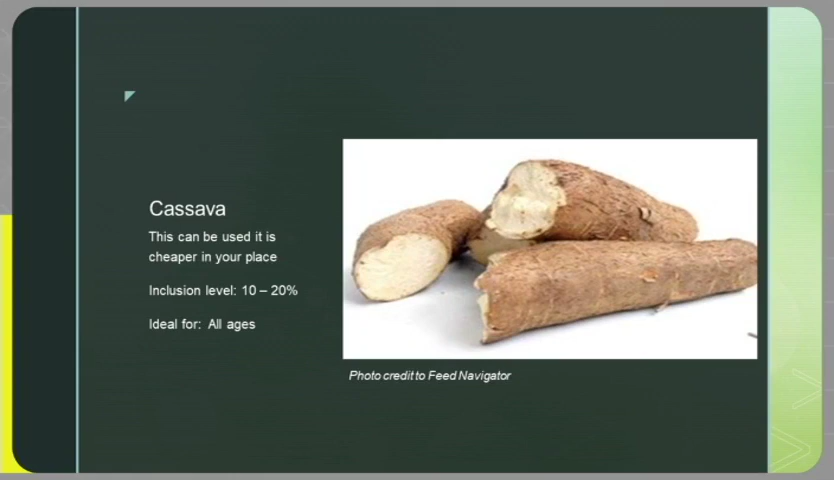 Cassava
This can be used it is
cheaper in your place
Inclusion level: 10 – 20%
Ideal for: All ages
Photo credit to Feed Navigator